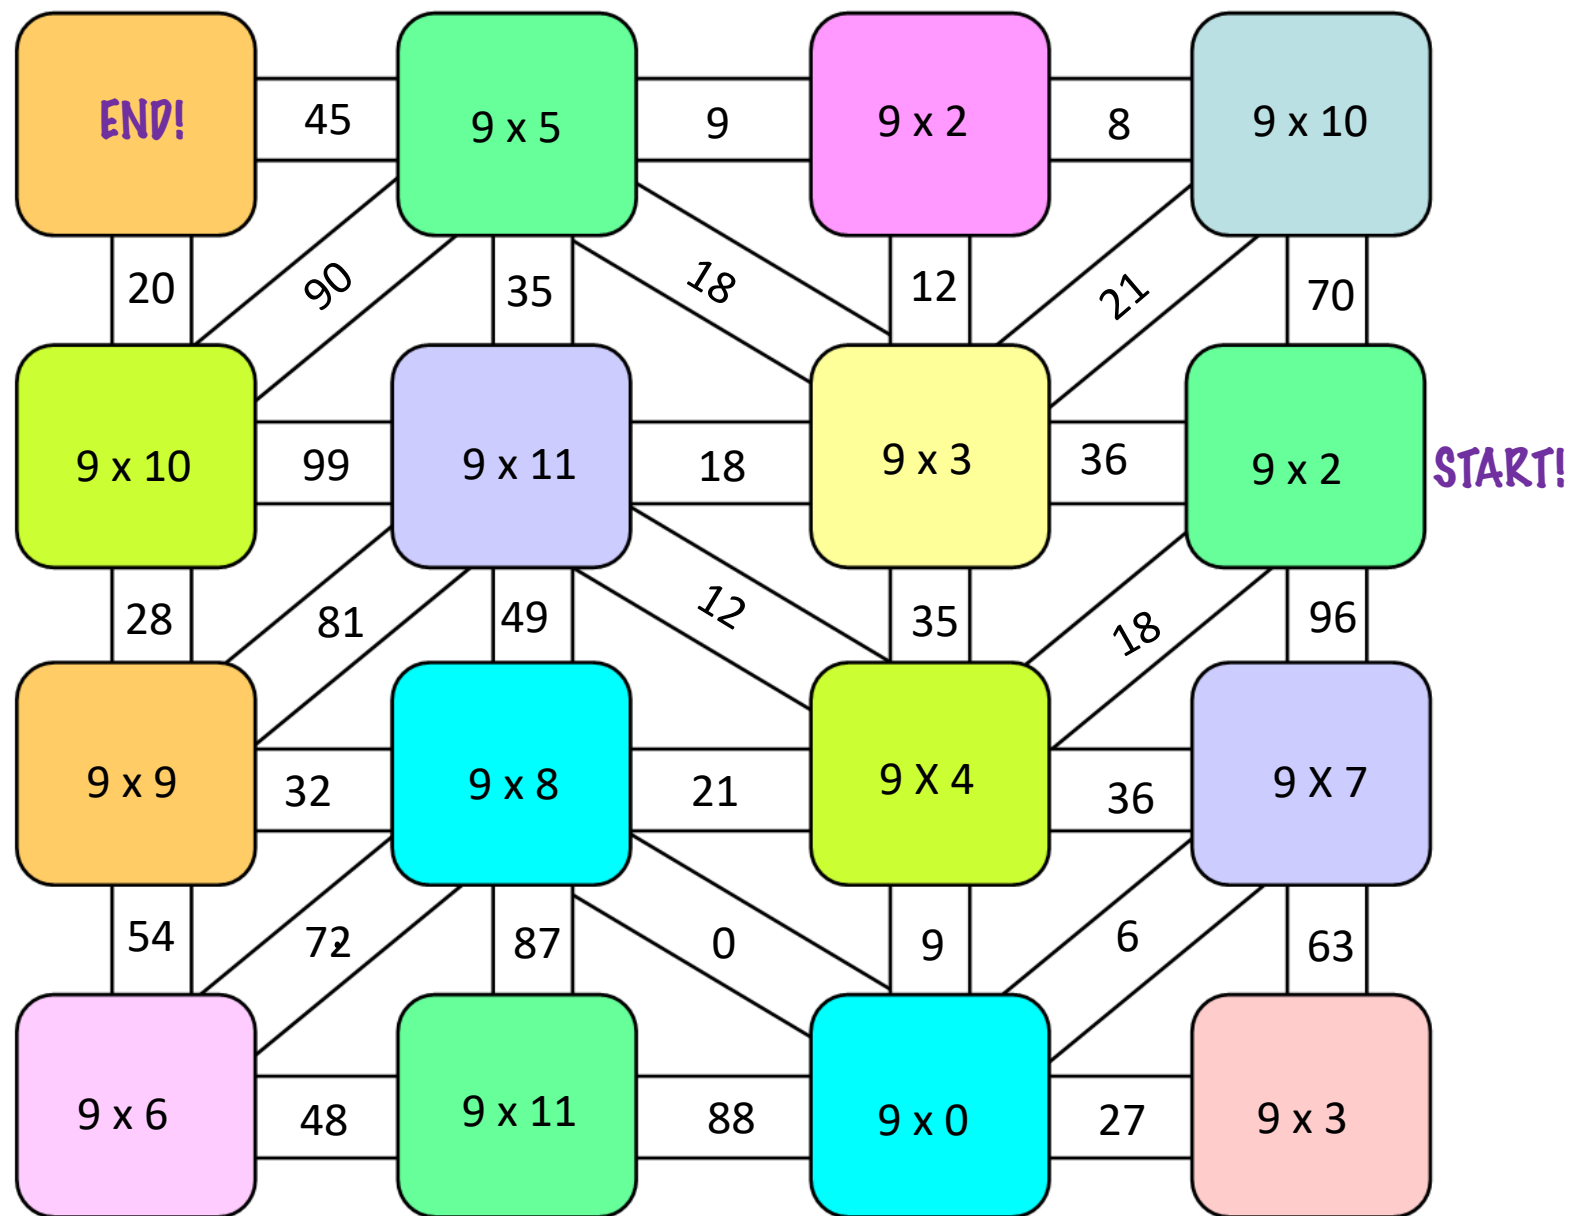 END! 45 9 x 5 9 9 x 2 8 9 x 10
20 90 35 18 12 21 70
9 x 10 99 9 x 11 18 9 x 3 36 9 x 2 START!
28 81 49 12 35 18 96
9 x 9 32 9 x 8 21 9 X 4 36 9 X 7
54 72 87 0 9 6 63
9 x 6 48 9 x 11 88 9 x 0 27 9 x 3